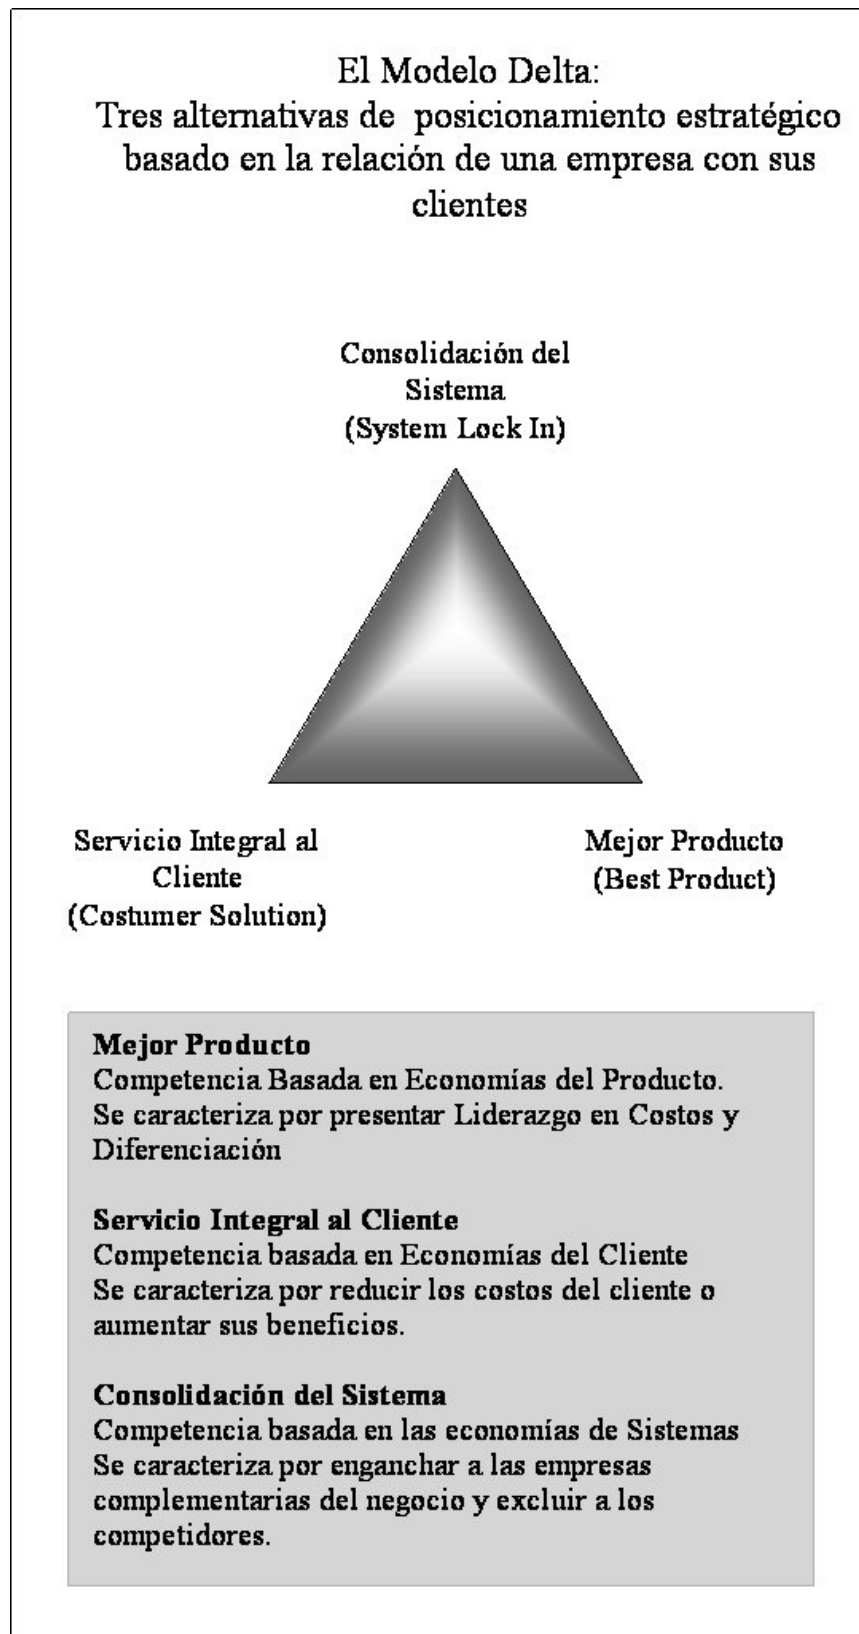 El Modelo Delta:
Tres alternativas de posicionamiento estratégico
basado en la relación de una empresa con sus
clientes
Consolidación del
Sistema
(System Lock In)
Servicio Integral al
Cliente
(Costumer Solution)
Mejor Producto
(Best Product)
Mejor Producto
Competencia Basada en Economías del Producto.
Se caracteriza por presentar Liderazgo en Costos y
Diferenciación
Servicio Integral al Cliente
Competencia basada en Economías del Cliente
Se caracteriza por reducir los costos del cliente o
aumentar sus beneficios.
Consolidación del Sistema
Competencia basada en las economías de Sistemas
Se caracteriza por enganchar a las empresas
complementarias del negocio y excluir a los
competidores.